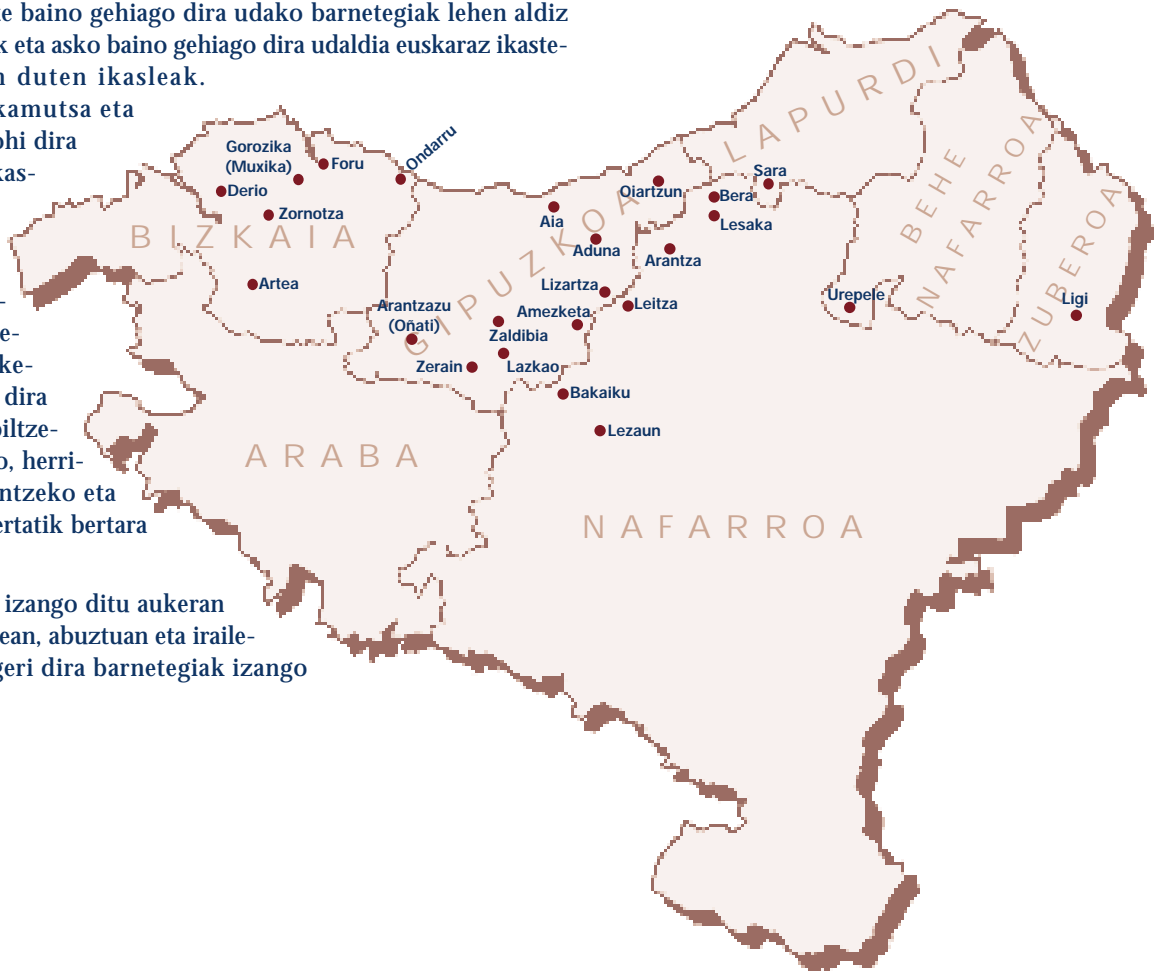 baino gehiago dira udako barnetegiak lehen aldiz
eta asko baino gehiago dira udaldia euskaraz ikaste-
duten ikasleak.
kamutsa eta
ohi dira
kas-
-
e-
ke-
dira
biltze-
o, herri-
ntzeko eta
ertatik bertara
izango ditu aukeran
ean, abuztuan eta iraile-
geri dira barnetegiak izango
LAPURDI
Ondarru
Gorozika
(Muxika)
Foru
Derio
Zornotza
BIZKAIA
Artea
Oiartzun
Sara
Bera
Lesaka
Aia
Aduna
Arantza
GIPUZKOA
Lizartza
Leitza
Arantzazu
(Oñati)
Amezketa
Zaldibia
Zerain
Lazkao
BEHE
NAFARROA
ZUBEROA
Urepele
Ligi
Bakaiku
Lezaun
ARABA
NAFARROA